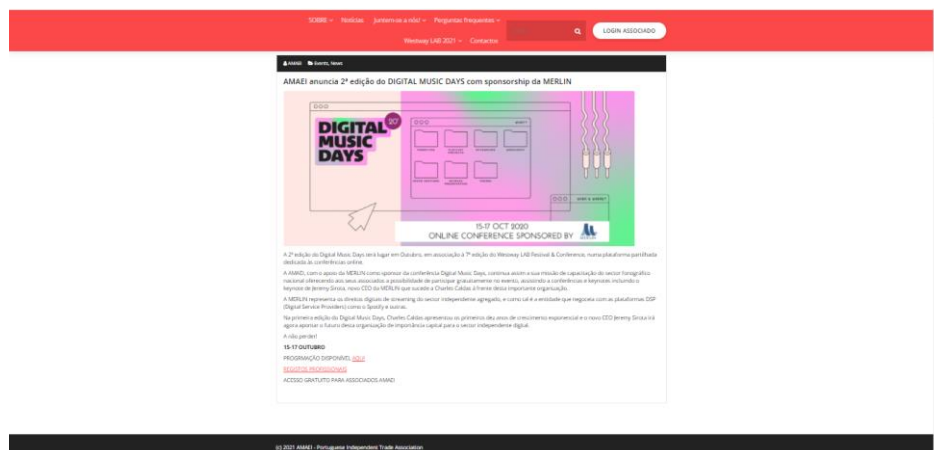 SOBRE Notícias Juntem-se a nós! Perguntas frequentes
LOGIN ASSOCIADO
Westway LAB 2021 Contactos
AMAEI Events, News
AMAEI anuncia 2ª edição do DIGITAL MUSIC DAYS com sponsorship da MERLIN
DIGITAL
MUSIC
DAYS
20'
15-17 OCT 2020
ONLINE CONFERENCE SPONSORED BY
A 2ª edição do Digital Music Days terá lugar em Outubro, em associação à 7ª edição do Westway LAB Festival & Conference, numa plataforma partilhada
dedicada às conferências online.
A AMAEI, com o apoio da MERLIN como sponsor da conferência Digital Music Days, continua assim a sua missão de capacitação do sector fonográfico
nacional oferecendo aos seus associados a possibilidade de participar gratuitamente no evento, assistindo a conferências e keynotes incluindo o
keynote de Jeremy Sirota, novo CEO da MERLIN que sucede a Charles Caldas à frente desta importante organização.
A MERLIN representa os direitos digitais de streaming do sector independente agregado, e como tal é a entidade que negoceia com as plataformas DSP
(Digital Service Providers) como o Spotify e outras.
Na primeira edição do Digital Music Days, Charles Caldas apresentou os primeiros dez anos de crescimento exponencial e o novo CEO Jeremy Sirota irá
agora apontar o futuro desta organização de importância capital para o sector independente digital.
A não perder!
15-17 OUTUBRO
PROGRMAÇÃO DISPONÍVEL AQUI
REGISTOS PROFISSIONAIS
ACESSO GRATUITO PARA ASSOCIADOS AMAEI
(c) 2021 AMAEI - Portuguese Independent Trade Association